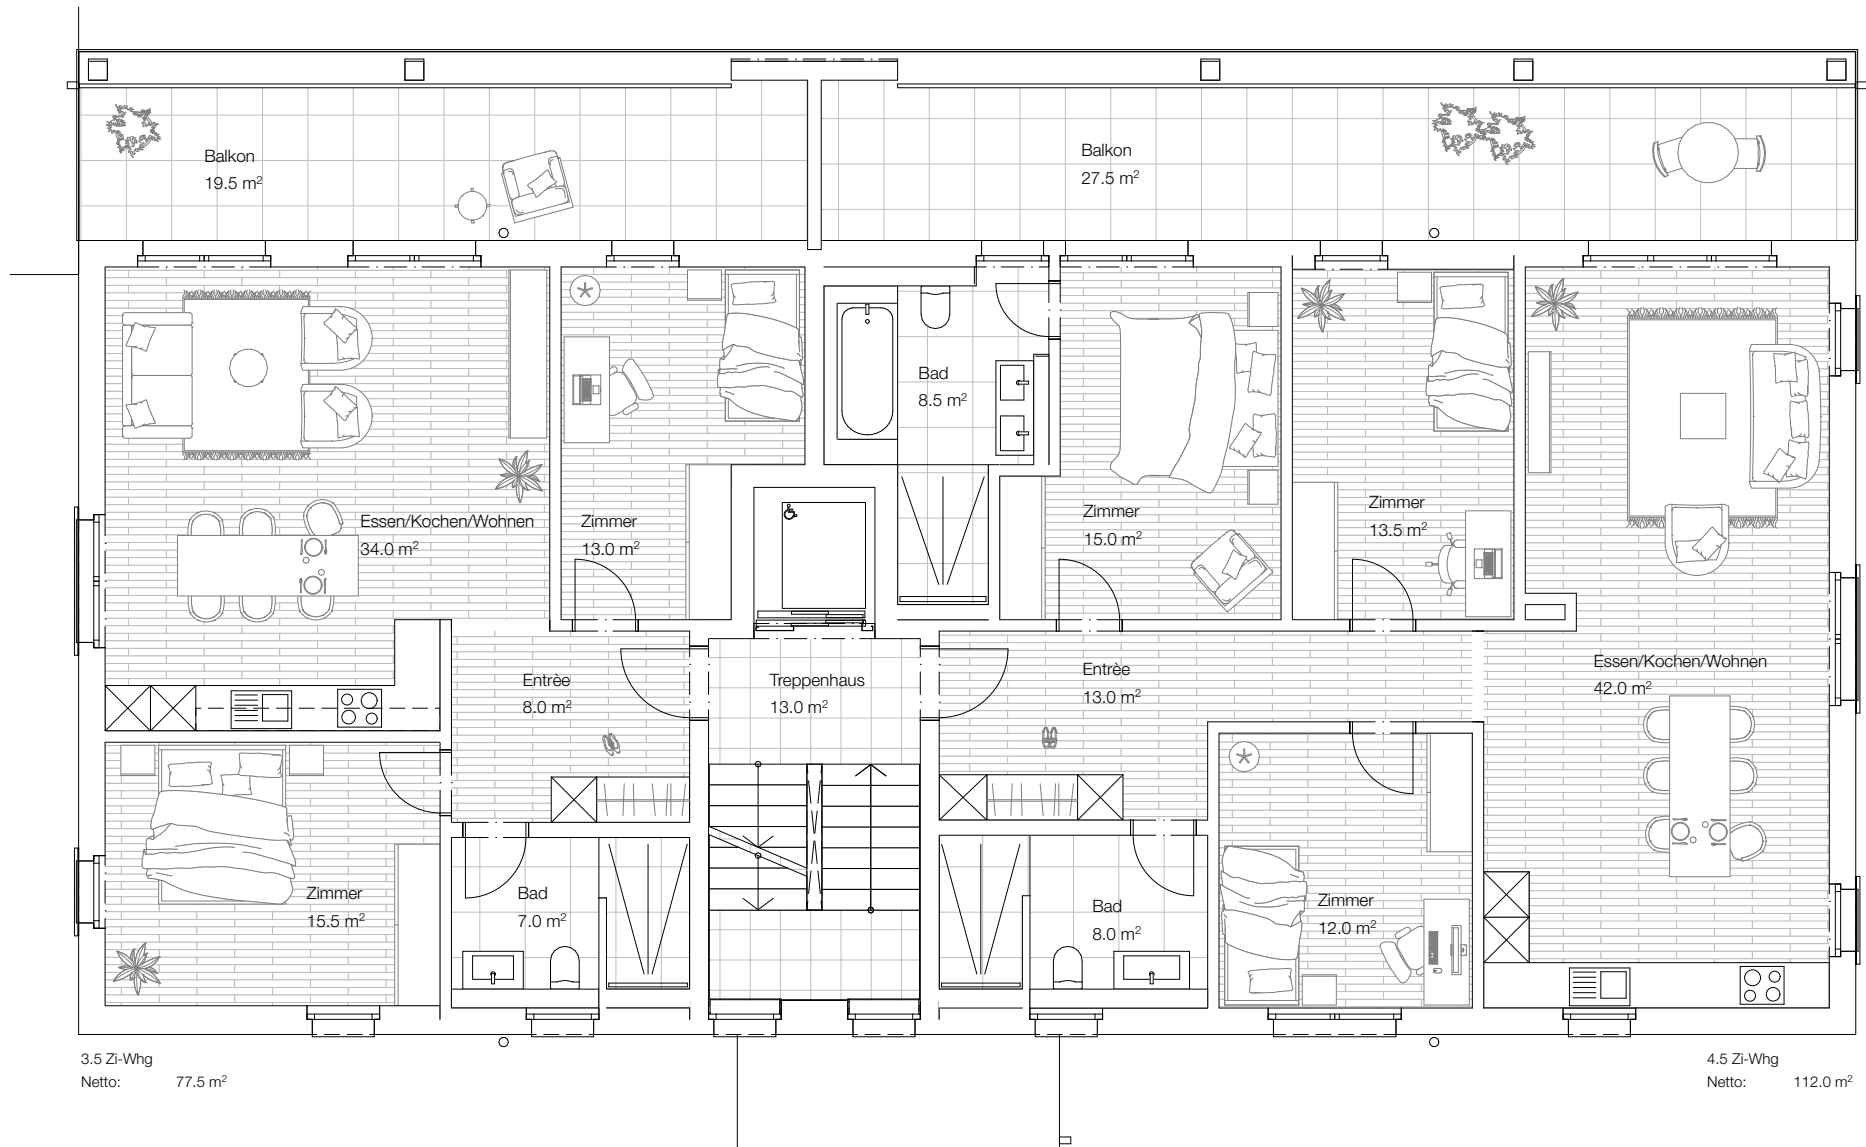 Balkon
19.5 m²
Balkon
27.5 m²
Bad
8.5 m²
Essen/Kochen/Wohnen
34.0 m²
Zimmer
13.0 m²
Zimmer
15.0 m²
Zimmer
13.5 m²
Entrèe
8.0 m²
Treppenhaus
13.0 m²
Entrèe
13.0 m²
Essen/Kochen/Wohnen
42.0 m²
Zimmer
15.5 m²
Bad
7.0 m²
Bad
8.0 m²
Zimmer
12.0 m²
3.5 Zi-Whg
Netto: 77.5 m²
4.5 Zi-Whg
Netto: 112.0 m²